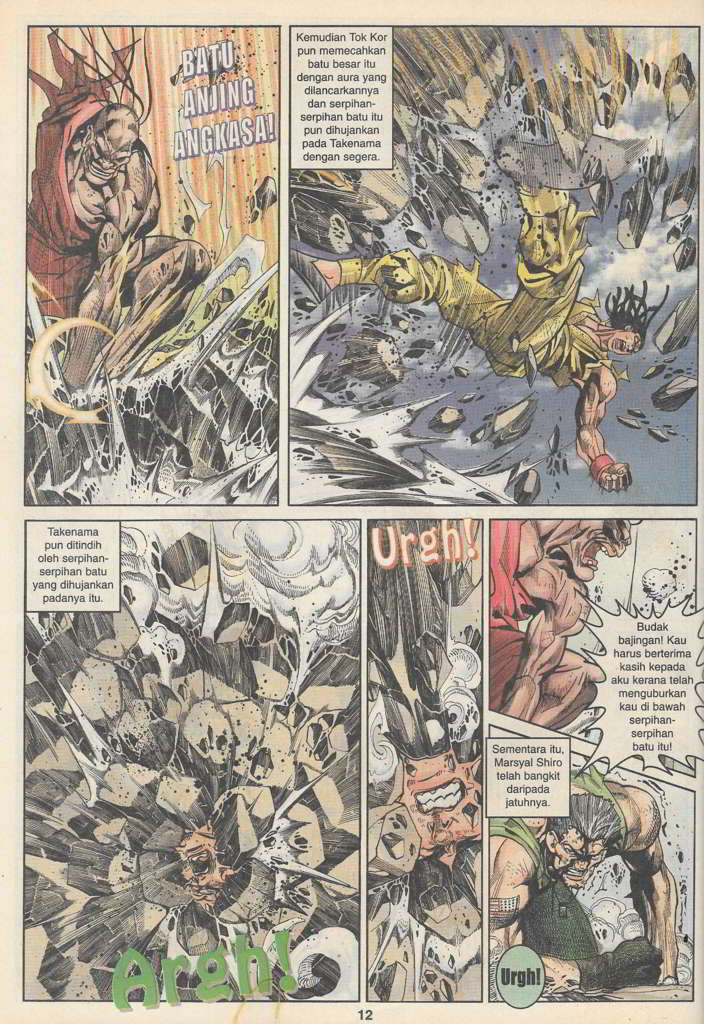 BATU
ANJING
ANGKASA!
Kemudian Tok Kor
pun memecahkan
batu besar itu
dengan aura yang
dilancarkannya
dan serpihan-
serpihan batu itu
pun dihujankan
pada Takenama
dengan segera.
Takenama
pun ditindih
oleh serpihan-
serpihan batu
yang dihujankan
padanya itu.
Argh!
Urgh!
Budak
bajingan! Kau
harus berterima
kasih kepada
aku kerana telah
menguburkan
kau di bawah
serpihan-
serpihan
batu itu!
Sementara itu,
Marsyal Shiro
telah bangkit
daripada
jatuhnya.
Urgh!
12